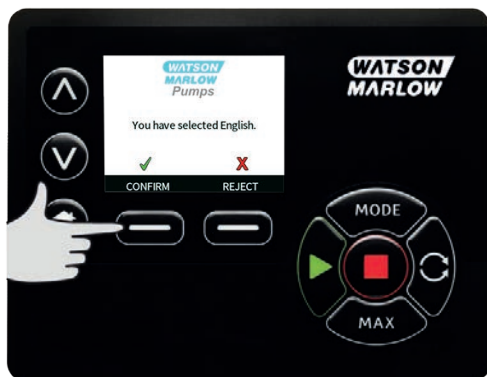 WATSON
MARLOW
Pumps
You have selected English.
CONFIRM REJECT
WATSON
MARLOW
MODE
MAX